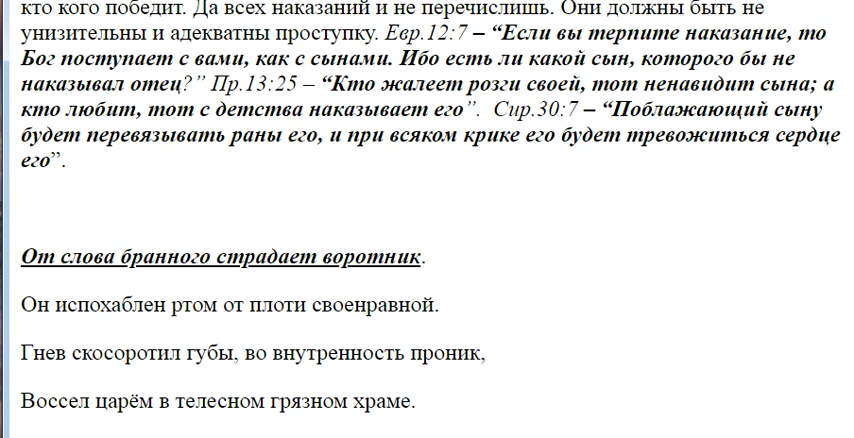 кто кого победит. Да всех наказаний и не перечислишь. Они должны быть не
унизительны и адекватны проступку. Евр.12:7 – “Если вы терпите наказание, то
Бог поступает с вами, как с сынами. Ибо есть ли какой сын, которого бы не
наказывал отец?” Пр.13:25 – “Кто жалеет розги своей, тот ненавидит сына; а
кто любит, тот с детства наказывает его”. Сир.30:7 – “Поблажающий сыну
будет перевязывать раны его, и при всяком крике его будет тревожиться сердце
его”.
От слова бранного страдает воротник.
Он испохаблен ртом от плоти своенравной.
Гнев скосоротил губы, во внутренность проник,
Воссел царём в телесном грязном храме.